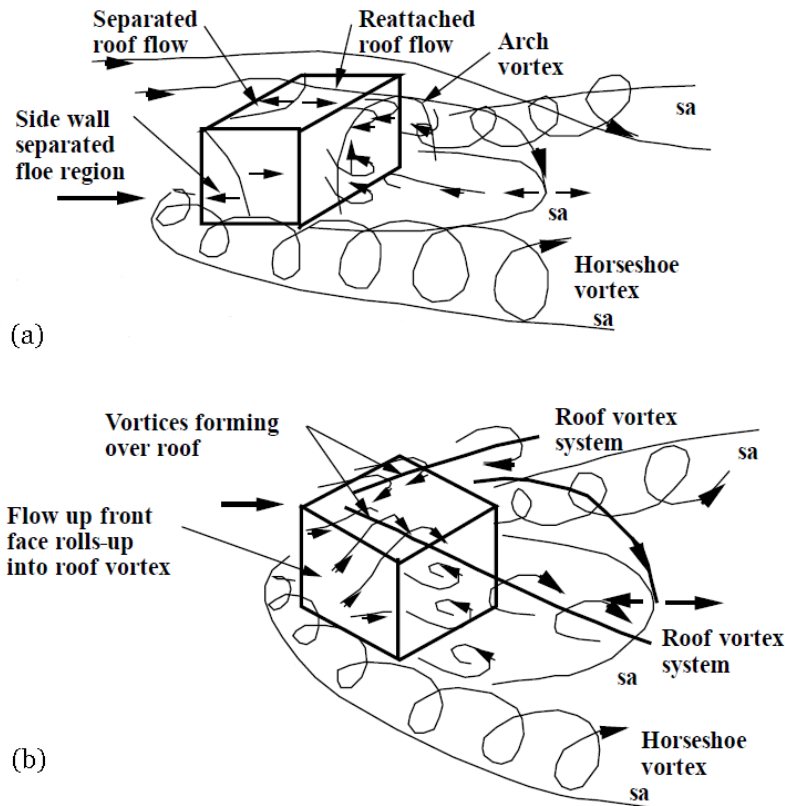 Separated
roof flow
Reattached
roof flow
Arch
vortex
sa
Side wall
separated
floe region
sa
Horseshoe
vortex
sa
(a)
Vortices forming
over roof
Roof vortex
system
sa
Flow up front
face rolls-up
into roof vortex
Roof vortex
system
sa
Horseshoe
vortex
sa
(b)